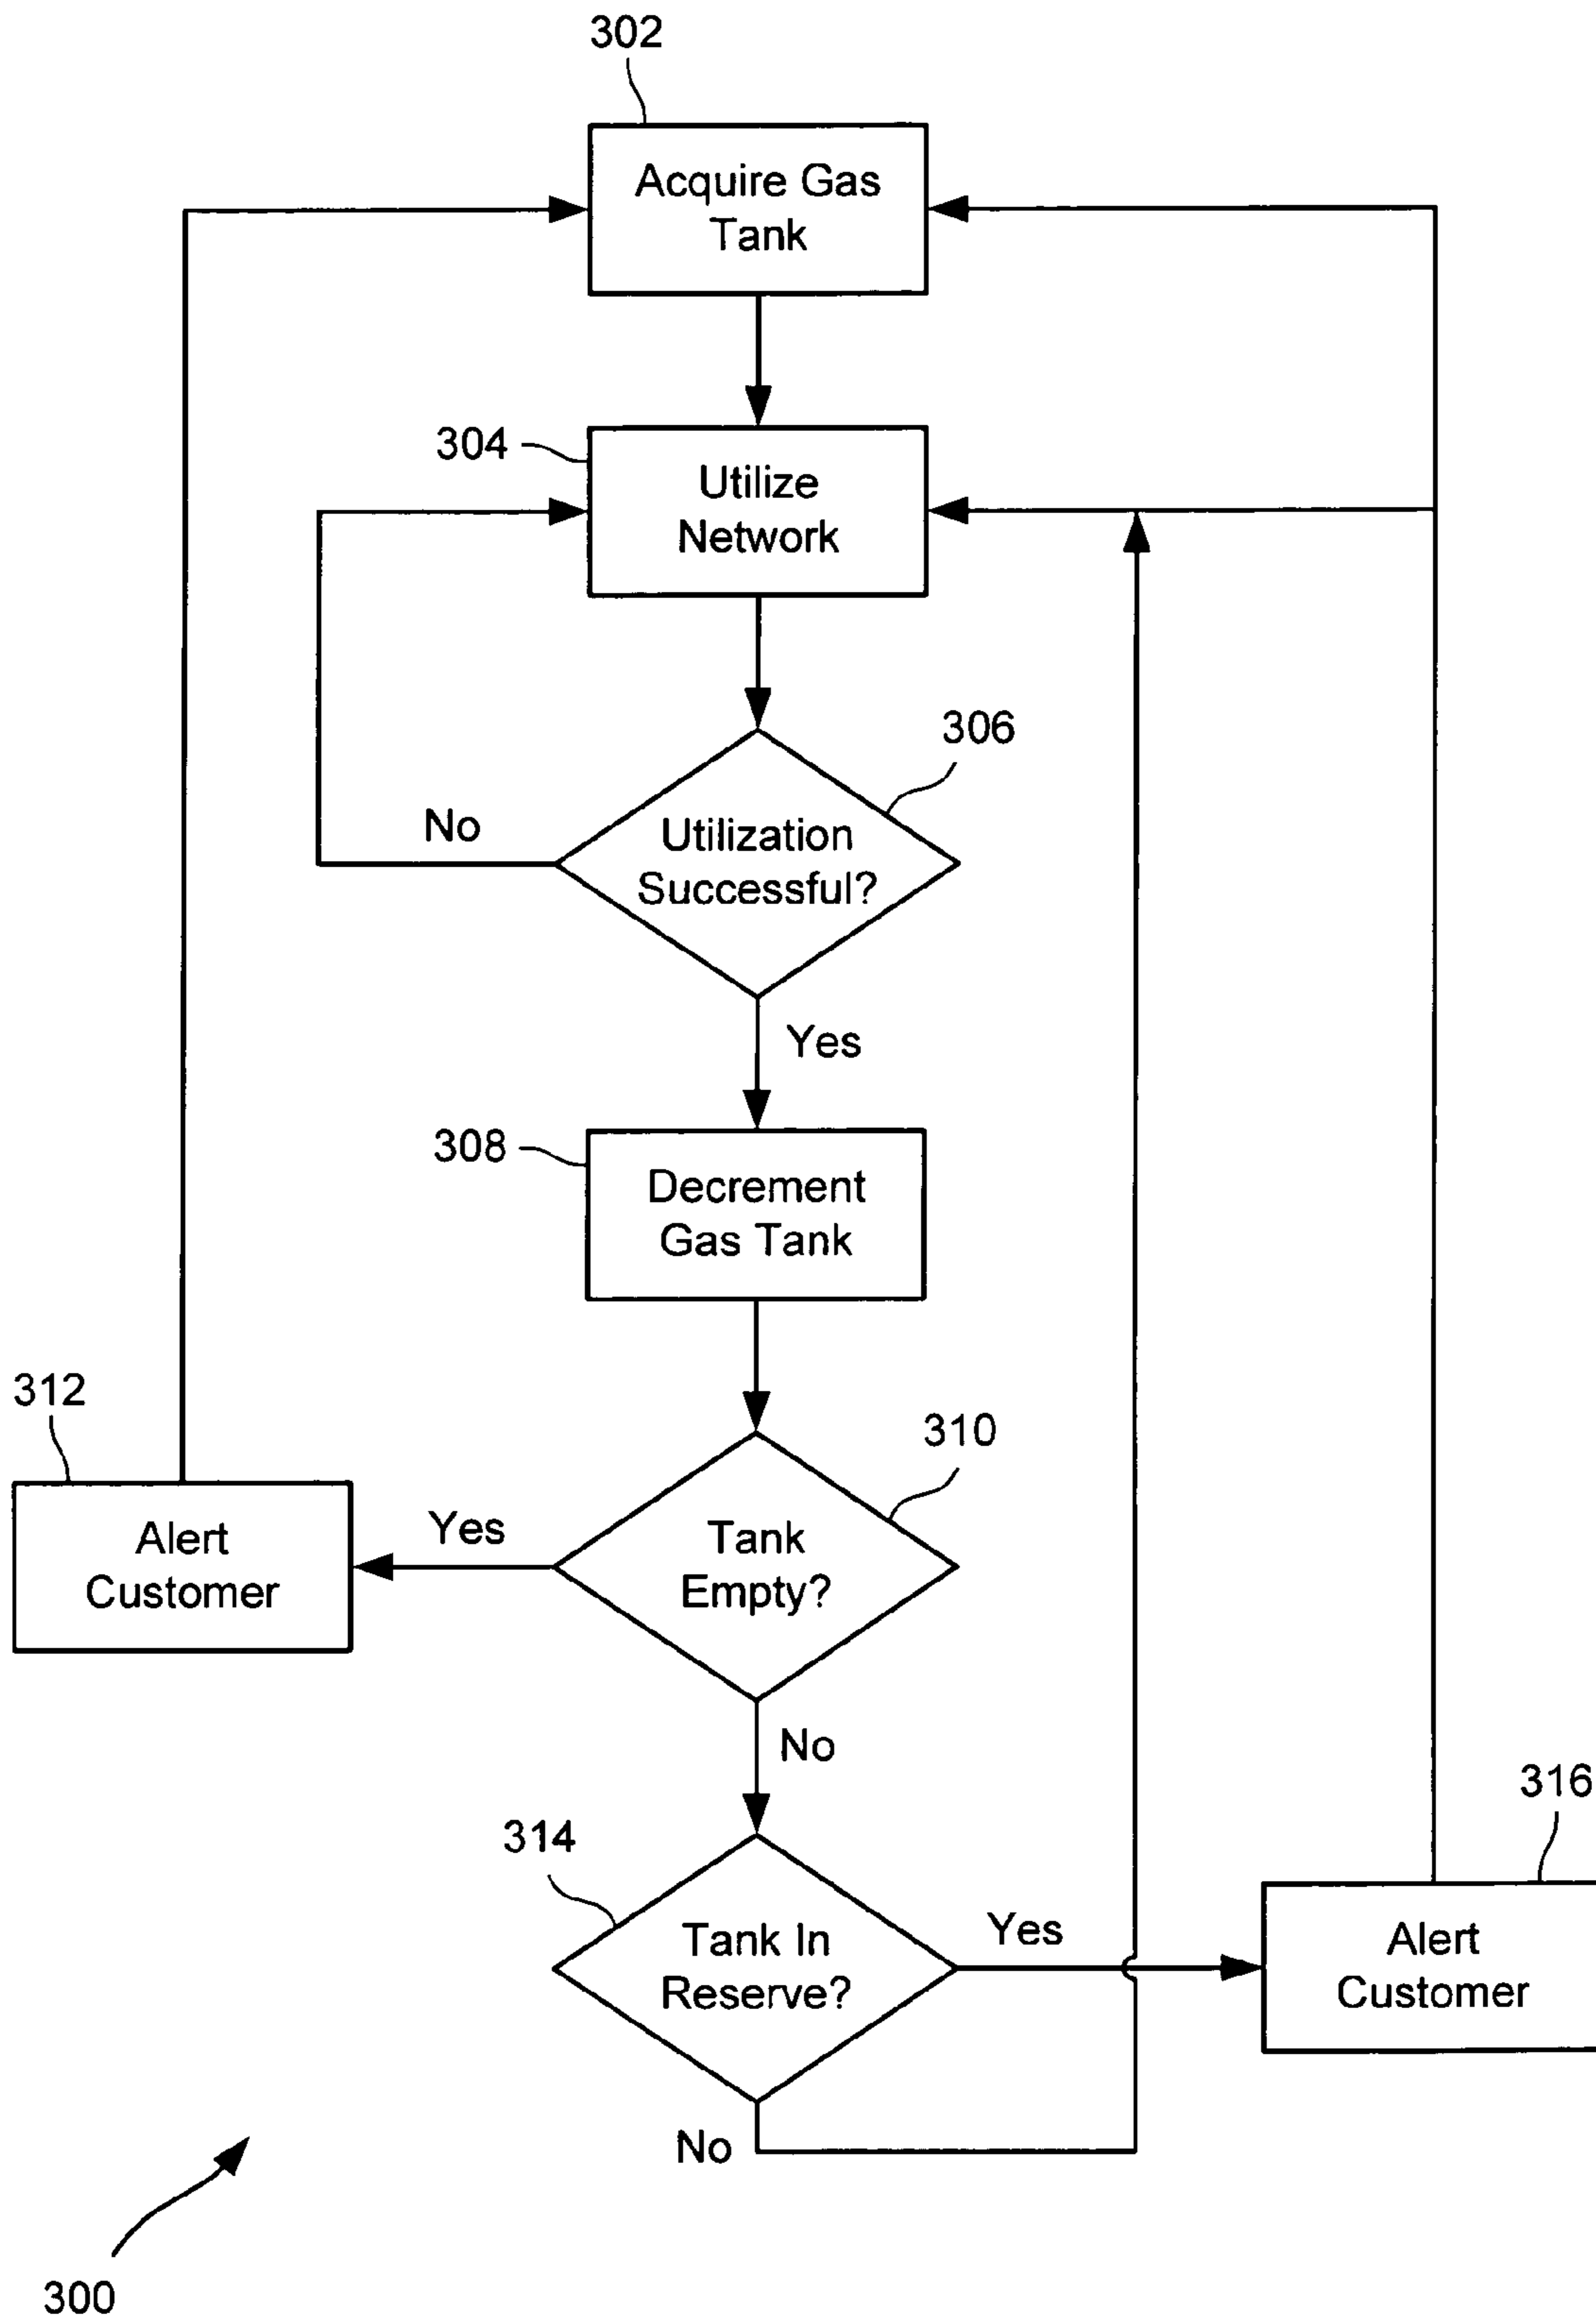 302
Acquire Gas
Tank
304
Utilize
Network
306
Utilization
Successful?
No
Yes
308
Decrement
Gas Tank
312
Alert
Customer
Yes
310
Tank
Empty?
No
314
Tank In
Reserve?
Yes
316
Alert
Customer
No
300